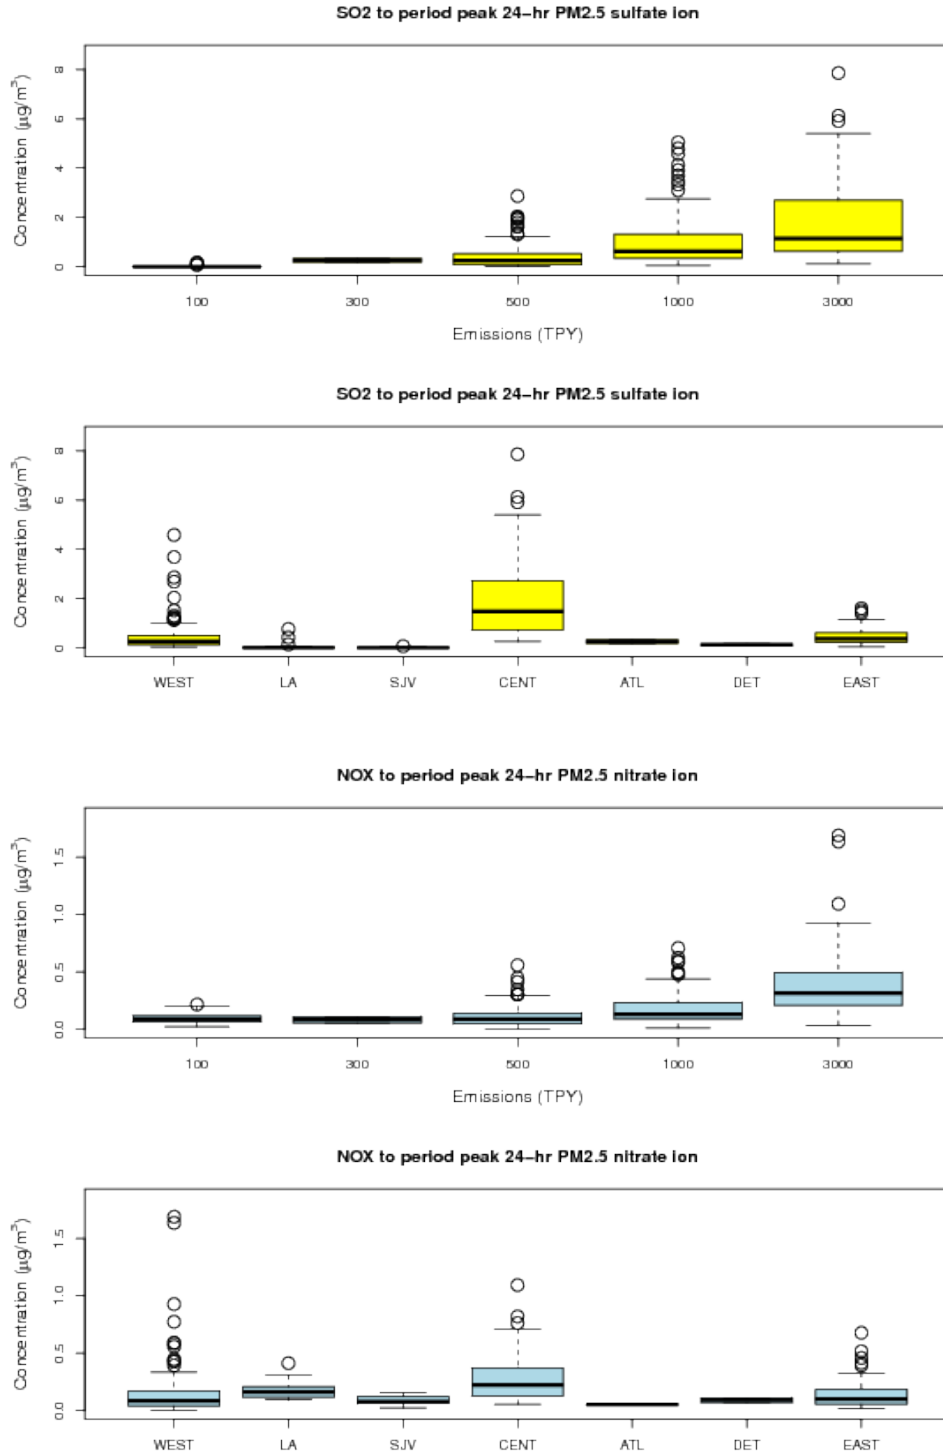 SO2 to period peak 24-hr PM2.5 sulfate ion
Concentration (µg/m³)
8
6
4
2
0
100 300 500 1000 3000
Emissions (TPY)
SO2 to period peak 24-hr PM2.5 sulfate ion
Concentration (µg/m³)
8
6
4
2
0
WEST LA SJV CENT ATL DET EAST
NOX to period peak 24-hr PM2.5 nitrate ion
Concentration (µg/m³)
1.5
1.0
0.5
0.0
100 300 500 1000 3000
Emissions (TPY)
NOX to period peak 24-hr PM2.5 nitrate ion
Concentration (µg/m³)
1.5
1.0
0.5
0.0
WEST LA SJV CENT ATL DET EAST